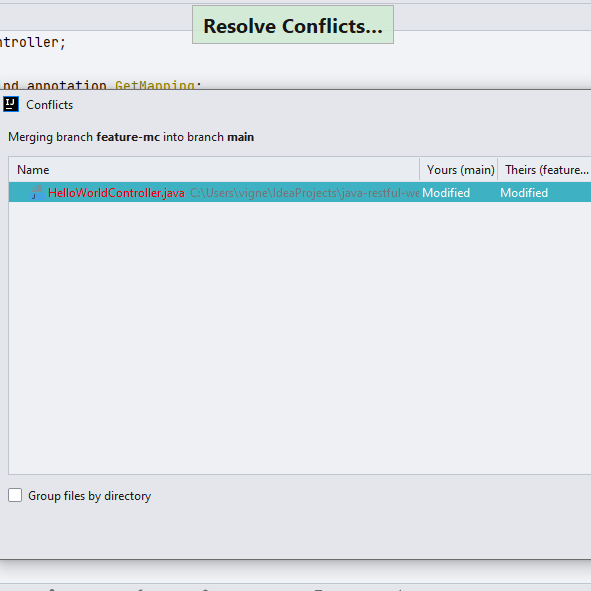 Resolve Conflicts...
ntroller;
nd.annotation.GetMapping;
Conflicts
Merging branch feature-mc into branch main
Name Yours (main) Theirs (feature...
HelloWorldController.java C:\Users\vigne\IdeaProjects\java-restful-we Modified Modified
Group files by directory